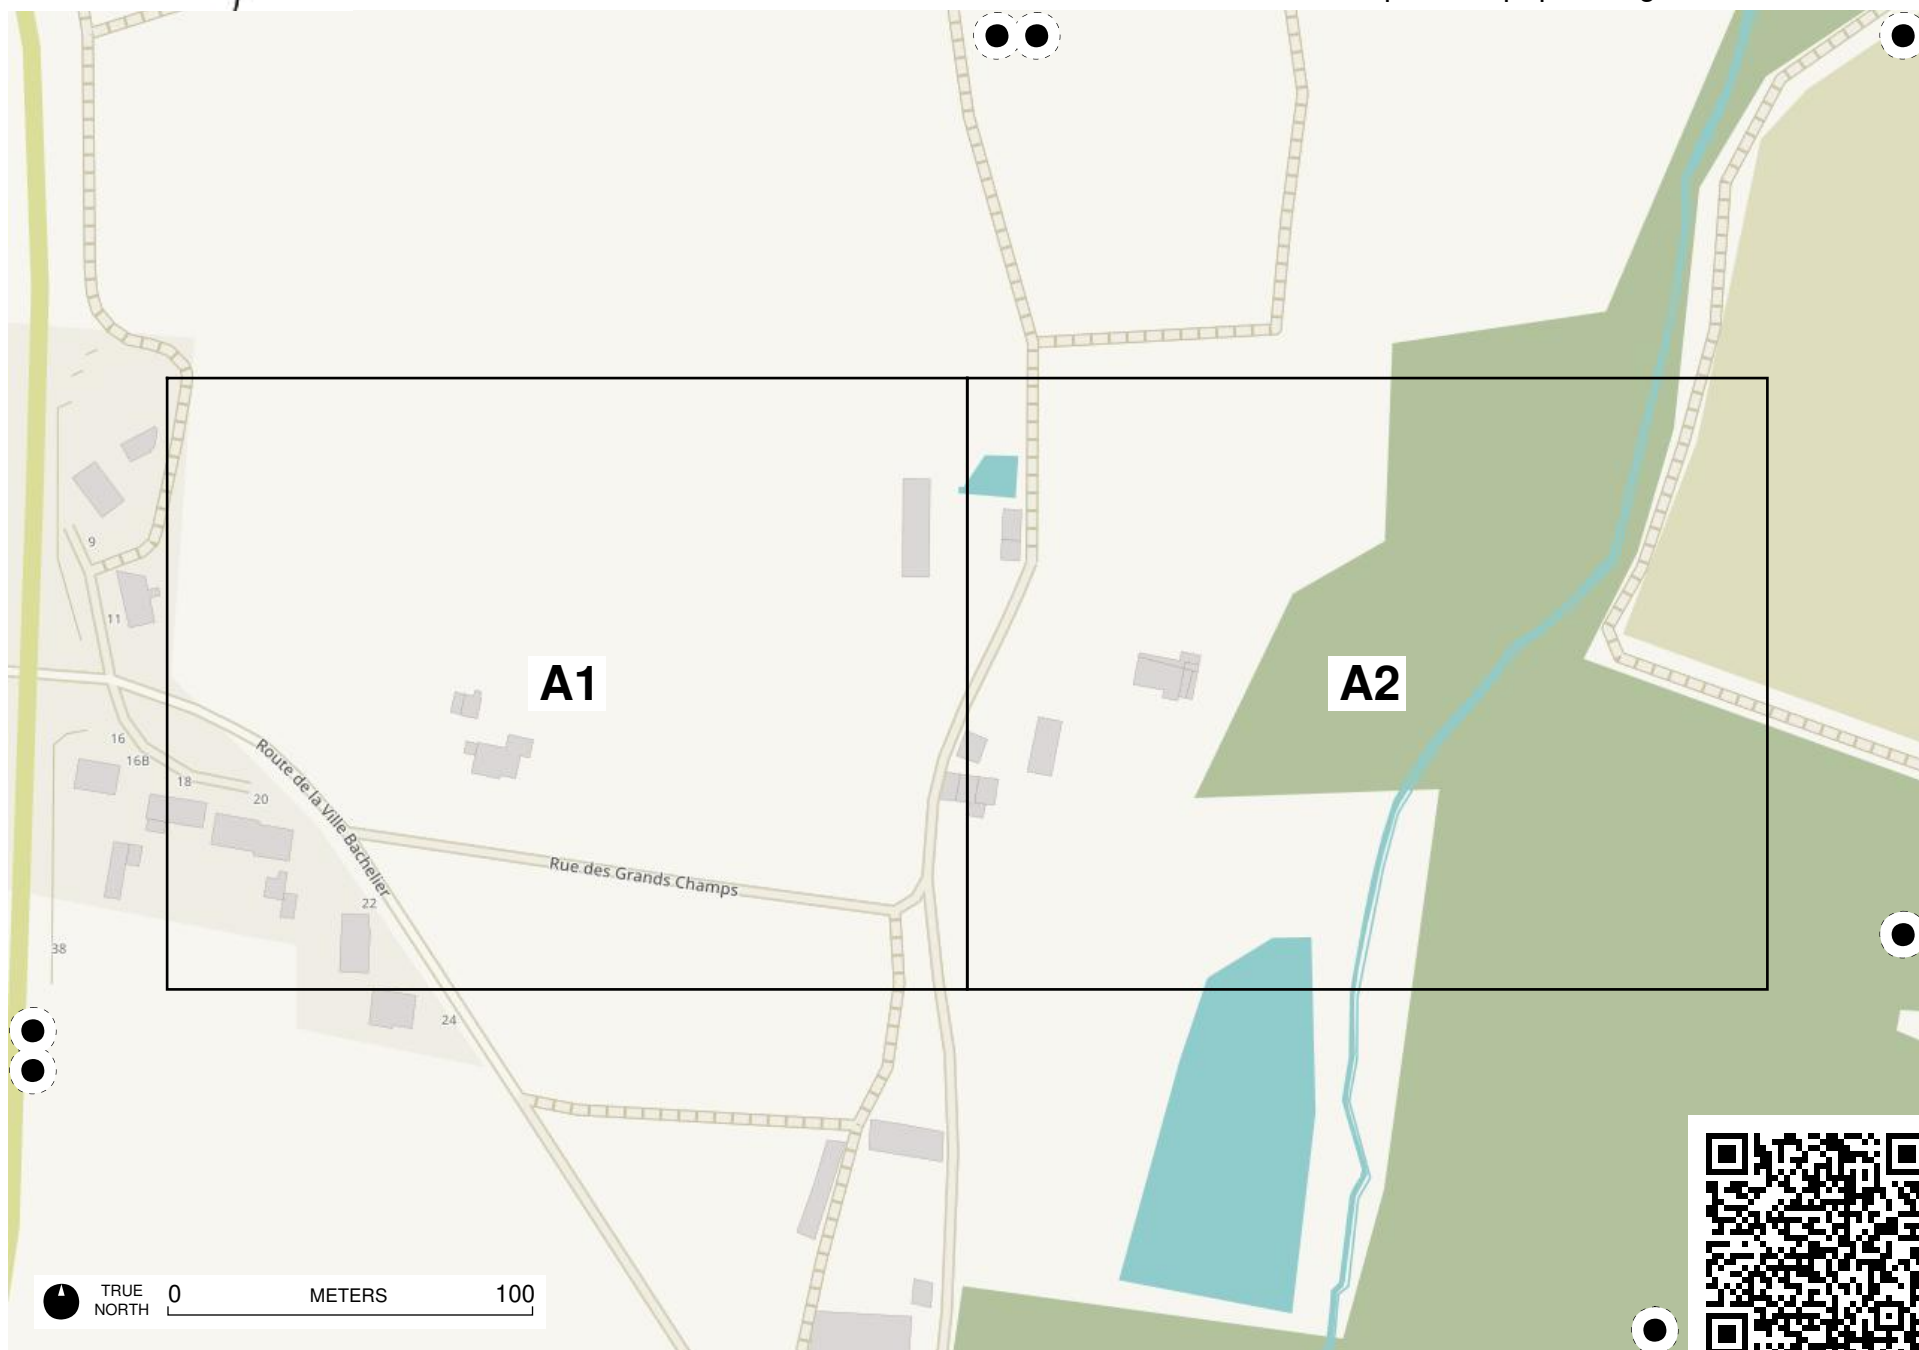 9
11
A1
A2
16
16B
18
20
Route de la Ville Bachelier
Rue des Grands Champs
22
38
24
TRUE
NORTH
0 METERS 100